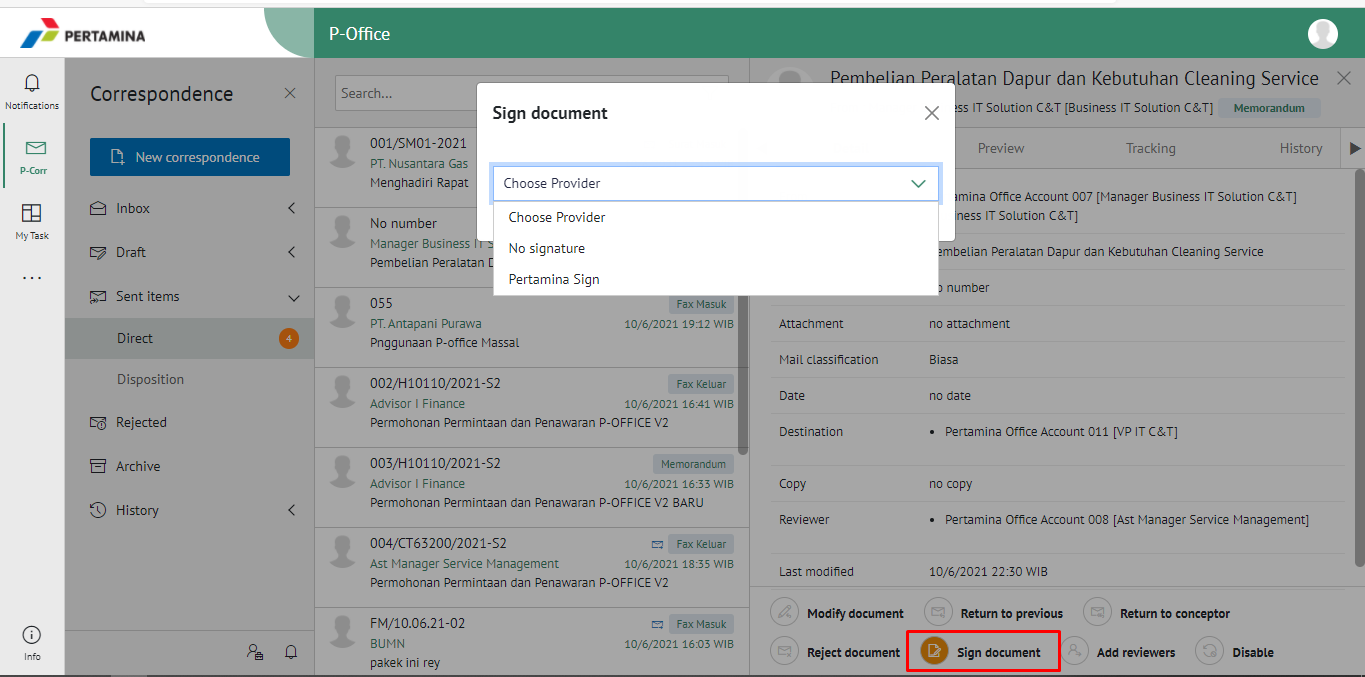 PERTAMINA
P-Office
Notifications
P-Corr
My Task
...
Info
Correspondence
New correspondence
Inbox
Draft
Sent items
Direct
4
Disposition
Rejected
Archive
History
Search...
001/SM01-2021
PT. Nusantara Gas
Menghadiri Rapat
No number
Manager Business IT S
Pembelian Peralatan D
055
Fax Masuk
PT. Antapani Purawa
10/6/2021 19:12 WIB
Pnggunaan P-office Massal
002/H10110/2021-S2
Fax Keluar
Advisor I Finance
10/6/2021 16:41 WIB
Permohonan Permintaan dan Penawaran P-OFFICE V2
003/H10110/2021-S2
Memorandum
Advisor I Finance
10/6/2021 16:33 WIB
Permohonan Permintaan dan Penawaran P-OFFICE V2 BARU
004/CT63200/2021-S2
Fax Keluar
Ast Manager Service Management
10/6/2021 18:35 WIB
Permohonan Permintaan dan Penawaran P-OFFICE V2
FM/10.06.21-02
Fax Masuk
BUMN
10/6/2021 16:03 WIB
pakek ini rey
Sign document
Choose Provider
Choose Provider
No signature
Pertamina Sign
Pembelian Peralatan Dapur dan Kebutuhan Cleaning Service
ess IT Solution C&T [Business IT Solution C&T]
Memorandum
Preview
Tracking
History
amina Office Account 007 [Manager Business IT Solution C&T]
iness IT Solution C&T]
embelian Peralatan Dapur dan Kebutuhan Cleaning Service
o number
Attachment
no attachment
Mail classification
Biasa
Date
no date
Destination
• Pertamina Office Account 011 [VP IT C&T]
Copy
no copy
Reviewer
• Pertamina Office Account 008 [Ast Manager Service Management]
Last modified
10/6/2021 22:30 WIB
Modify document
Return to previous
Return to conceptor
Reject document
Sign document
Add reviewers
Disable